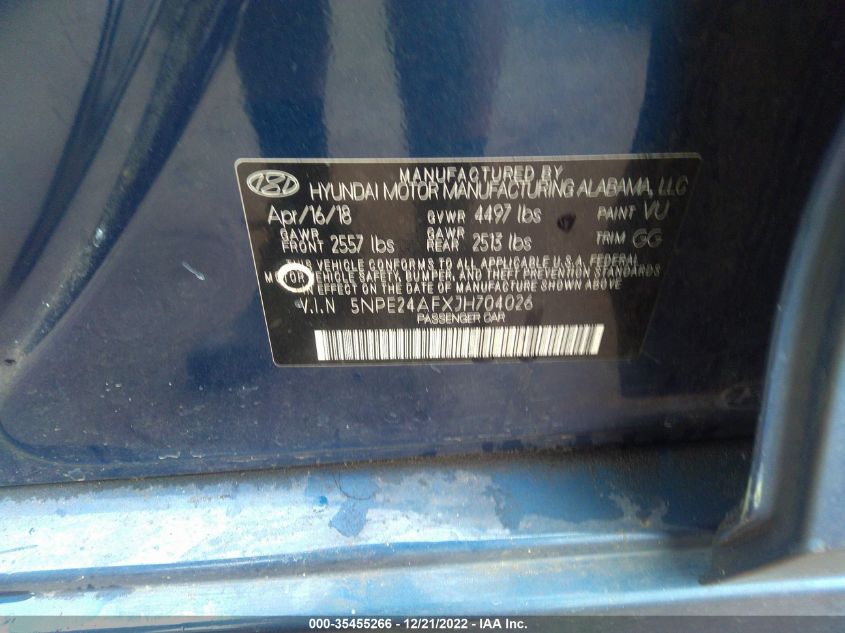 MANUFACTURED BY
HYUNDAI MOTOR MANUFACTURING ALABAMA, LLC
Apr/16/18 GVWR 4497 lbs PAINT VU
GAWR FRONT 2557 lbs GAWR REAR 2513 lbs TRIM GG
THIS VEHICLE CONFORMS TO ALL APPLICABLE U.S.A. FEDERAL
MOTOR VEHICLE SAFETY, BUMPER, AND THEFT PREVENTION STANDARDS
IN EFFECT ON THE DATE OF MANUFACTURE SHOWN ABOVE.
V.I.N 5NPE24AFXJH704026
PASSENGER CAR
000-35455266 - 12/21/2022 - IAA Inc.